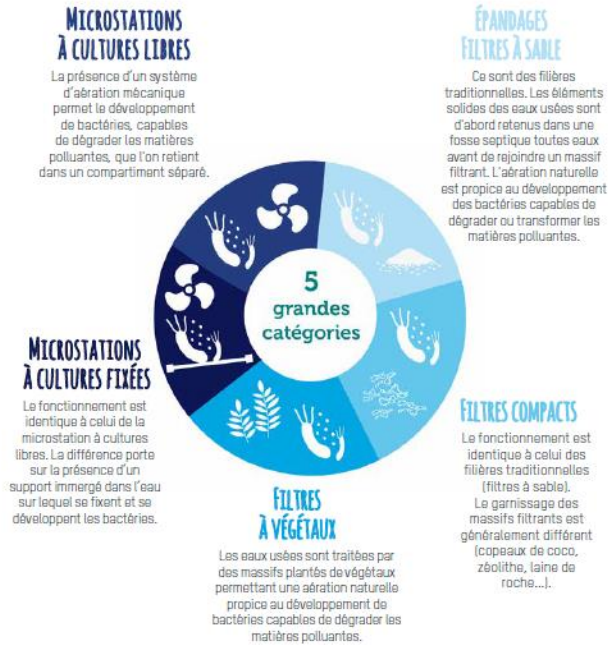 MICROSTATIONS
À CULTURES LIBRES
La présence d'un système
d'aération mécanique
permet le développement
de bactéries, capables
de dégrader les matières
polluantes, que l'on retient
dans un compartiment séparé.
ÉPANDAGES
FILTRES À SABLE
Ce sont des filières
traditionnelles. Les éléments
solides des eaux usées sont
d'abord retenus dans une
fosse septique toutes eaux
avant de rejoindre un massif
filtrant. L'aération naturelle
est propice au développement
des bactéries capables de
dégrader ou transformer les
matières polluantes.
5
grandes
catégories
MICROSTATIONS
À CULTURES FIXÉES
Le fonctionnement est
identique à celui de la
microstation à cultures
libres. La différence porte
sur la présence d'un
support immergé dans l'eau
sur lequel se fixent et se
développent les bactéries.
FILTRES COMPACTS
Le fonctionnement est
identique à celui des
filières traditionnelles
(filtres à sable).
Le garnissage des
massifs filtrants est
généralement différent
(copeaux de coco,
zéolithe, laine de
roche...).
FILTRES
À VÉGÉTAUX
Les eaux usées sont traitées par
des massifs plantés de végétaux
permettant une aération naturelle
propice au développement de
bactéries capables de dégrader les
matières polluantes.